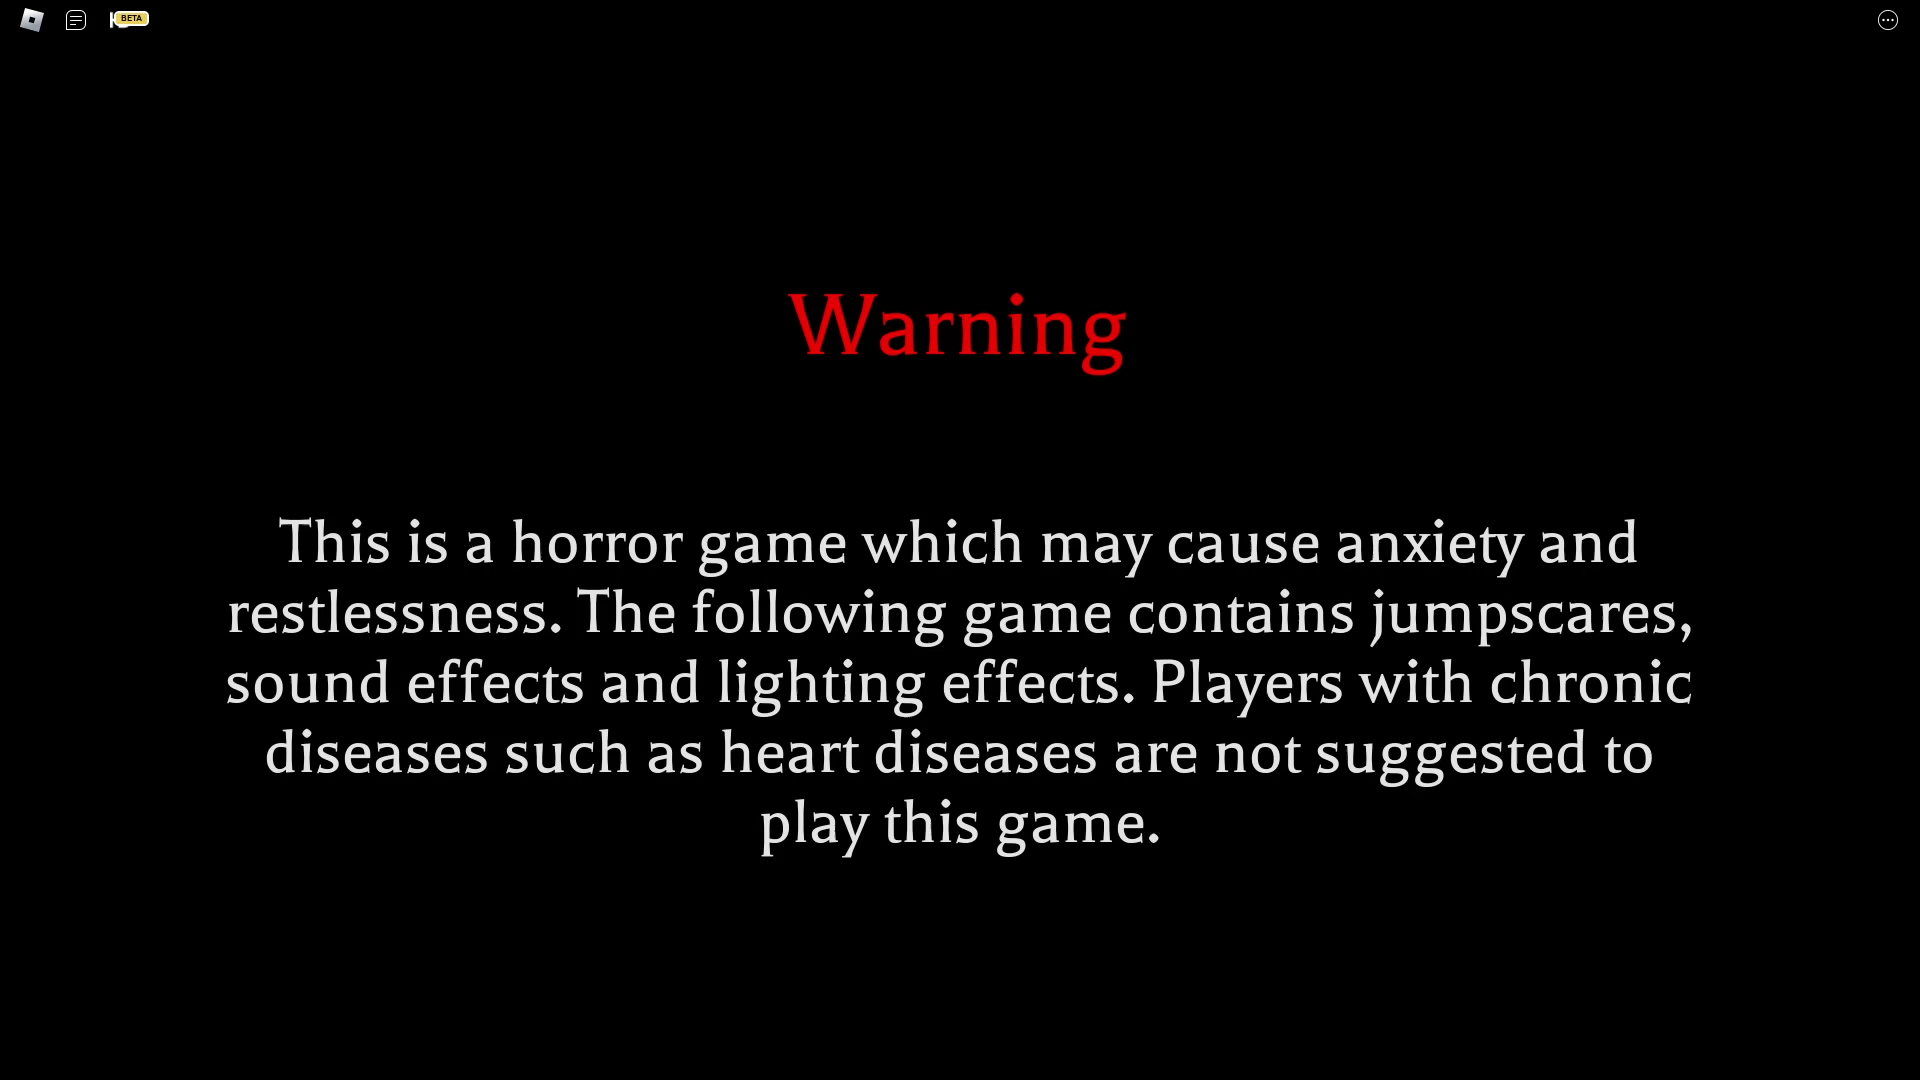 BETA
Warning
This is a horror game which may cause anxiety and
restlessness. The following game contains jumpscares,
sound effects and lighting effects. Players with chronic
diseases such as heart diseases are not suggested to
play this game.